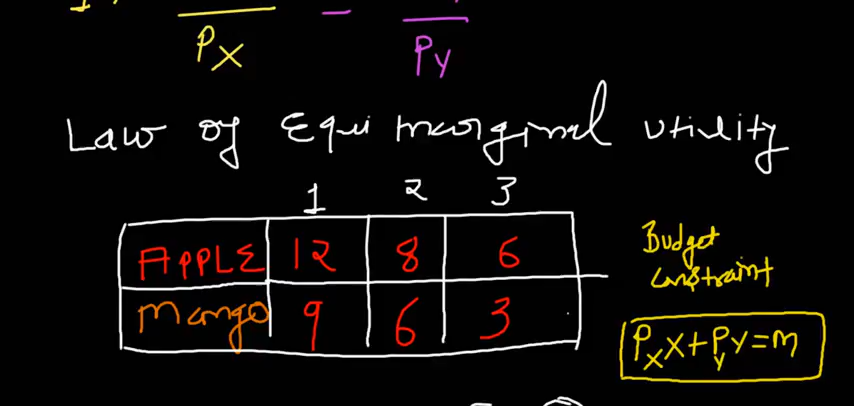 Px = Py
Law of Equi marginal utility
1 2 3
APPLE 12 8 6
Mango 9 6 3
Budget
constraint
PxX+PyY=m